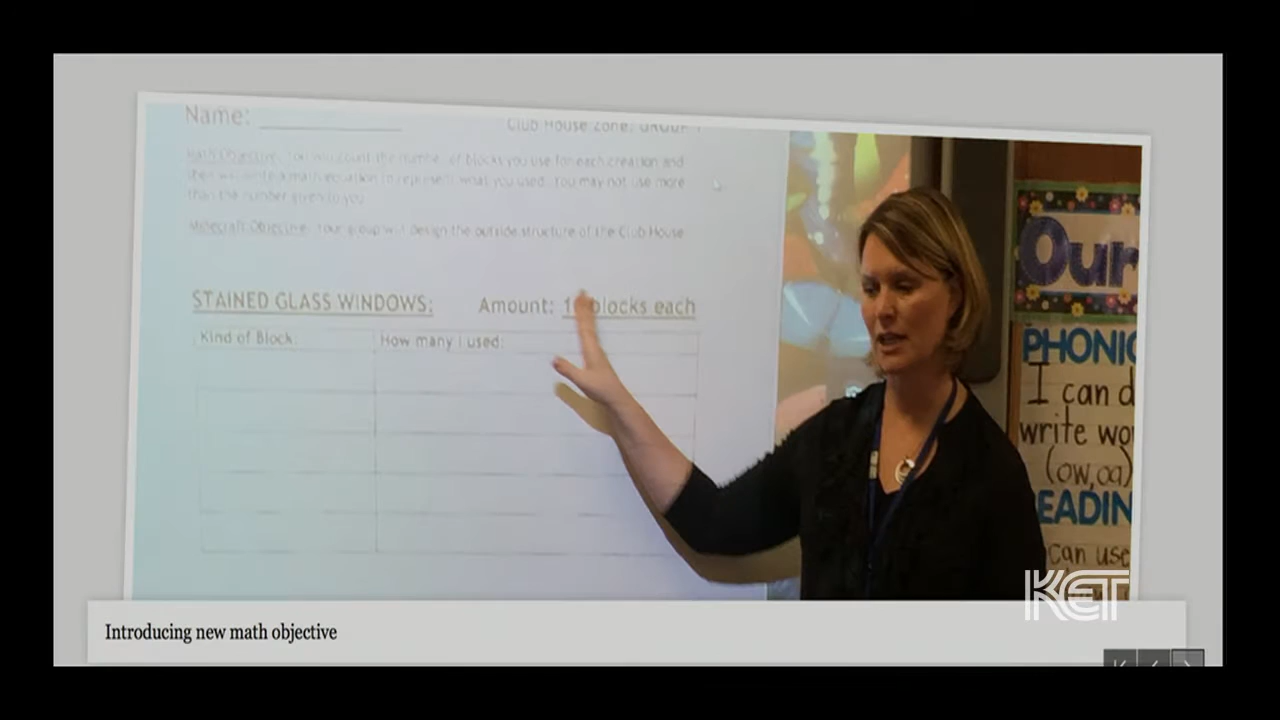 Name:
Club House Zone: GROUP
Math Objective: You will count the number of blocks you use for each creation and
then will write a math equation to represent what you used. You may not use more
than the number given to you.
Minecraft Objective: Your group will design the outside structure of the Club House
STAINED GLASS WINDOWS: Amount: blocks each
Kind of Block: How many I used:
Our
PHONIC
I can d
write wo
(ow, oa)
EADIN
can use
KET
Introducing new math objective